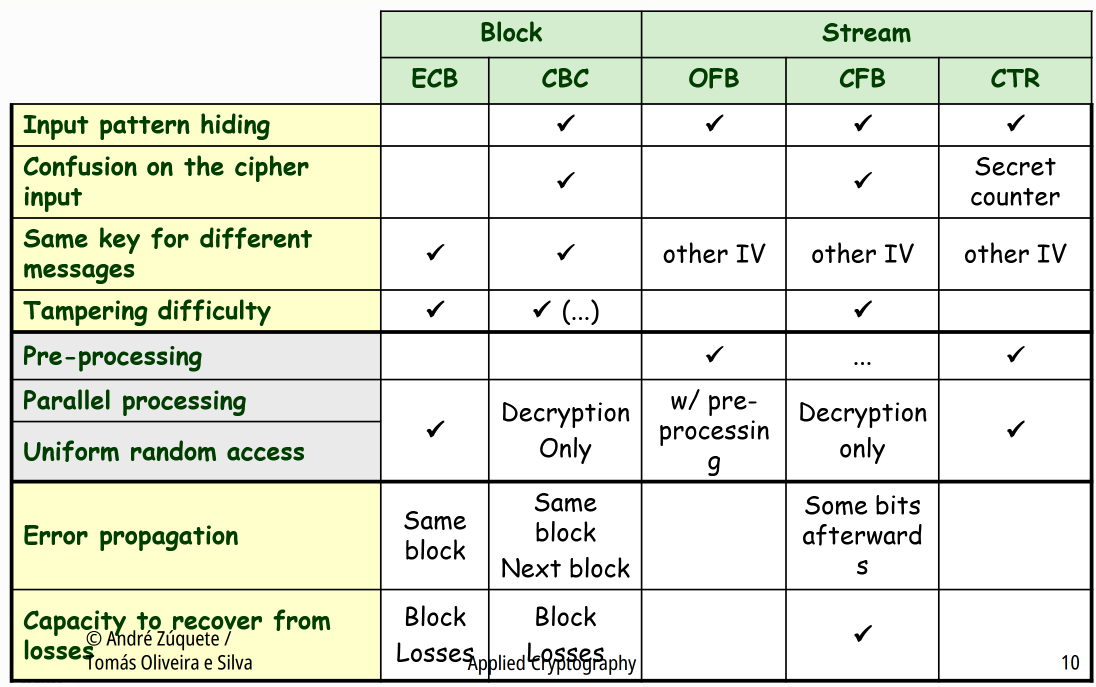 Block Stream
ECB CBC OFB CFB CTR
Input pattern hiding ✓ ✓ ✓ ✓
Confusion on the cipher
input ✓ ✓ Secret
counter
Same key for different
messages ✓ ✓ other IV other IV other IV
Tampering difficulty ✓ ✓ (...) ✓
Pre-processing ✓ ... ✓
Parallel processing
Uniform random access
✓
Decryption
Only
w/ pre-
processin
g
Decryption
only
✓
Error propagation
Same
block
Same
block
Next block
Some bits
afterward
s
Capacity to recover from
losses
Block
Losses
Block
Losses
✓
© André Zúquete /
Tomás Oliveira e Silva
Applied Cryptography
10